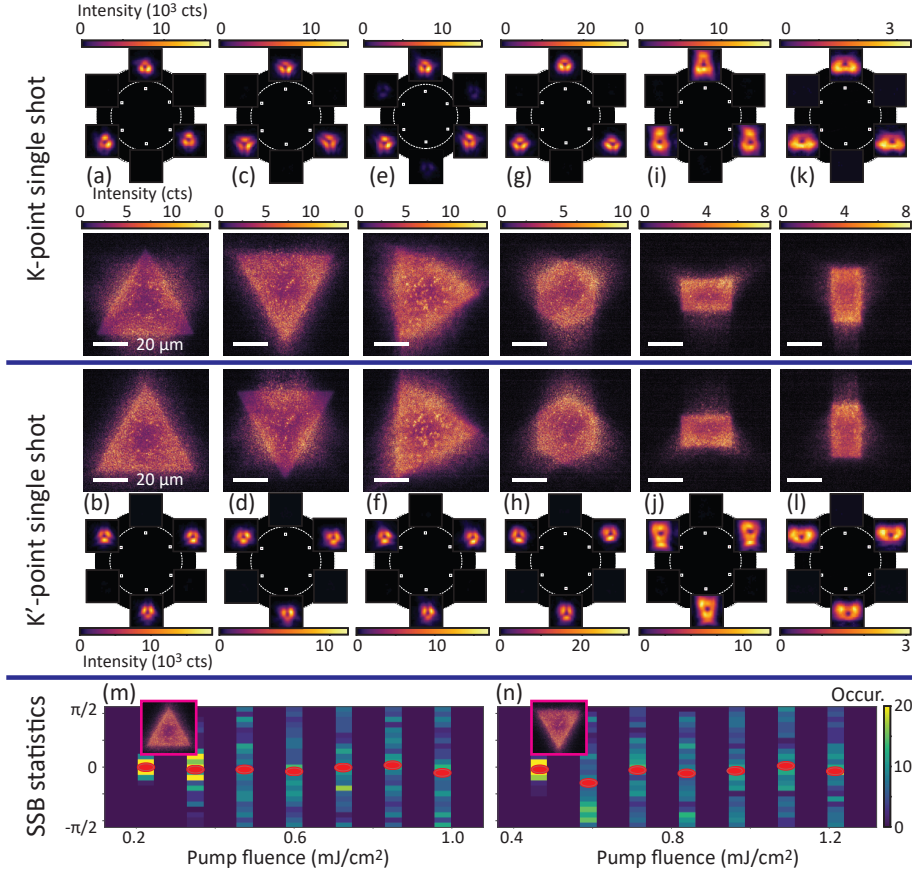 Intensity (10³ cts)
0 10 0 10 0 10 0 20 0 10 0 3
K-point single shot
(a) (c) (e) (g) (i) (k)
Intensity (cts)
0 5 10 0 5 10 0 5 10 0 5 10 0 4 8 0 4 8
20 μm
K'-point single shot
20 μm
(b) (d) (f) (h) (j) (l)
0 10 0 10 0 10 0 20 0 10 0 3
Intensity (10³ cts)
SSB statistics
(m) (n) Occur.
π/2
0
-π/2
20
10
0
0.2 0.6 1.0 0.4 0.8 1.2
Pump fluence (mJ/cm²) Pump fluence (mJ/cm²)